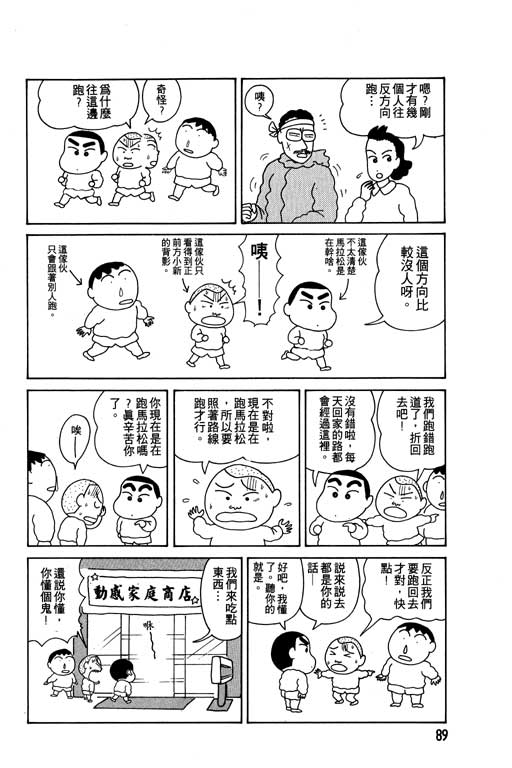 嗯?剛
才有幾
個人往
反方向
跑…
咦?
奇怪?
為什麼
往這邊
跑?
這個方向比
較沒人呀。
這傢伙
不太清楚
馬拉松是
在幹啥。
咦——!
這傢伙只
看得到正
前方小新
的背影。
這傢伙
只會跟著別人跑。
我們跑錯跑
道了,折回
去吧!
沒有錯啦,每
天回家的路都
會經過這裡。
不對啦,
現在是在
跑馬拉松
,所以要
照著路線
跑才行。
你現在是在
跑馬拉松嗎
?真辛苦你
了。
唉
反正我們
要跑回去
才對,快
點!
說來說去
都是你的
話—
好吧,我懂
了。聽你的
就是。
我們來吃點
東西…
動感家庭商店
咻—
還說你懂,
你懂個鬼!
89